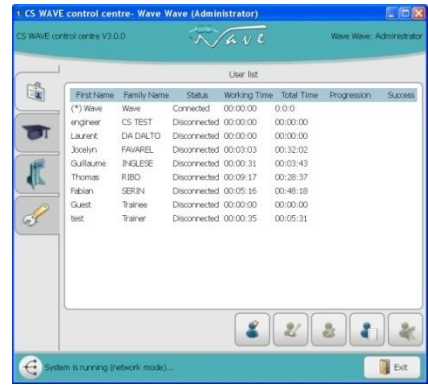 CS WAVE control centre- Wave Wave (Administrator)
CS WAVE control centre V3.0.0 Wave Wave Wave: Administrator
User list
First Name Family Name Status Working Time Total Time Progression Success
(*) Wave Wave Connected 00:00:00 0:0:0
engineer CS TEST Disconnected 00:00:00 00:00:00
Laurent DA DALTO Disconnected 00:00:00 00:00:00
Jocelyn FAVAREL Disconnected 00:03:03 00:32:02
Guillaume INGLESE Disconnected 00:00:31 00:03:43
Thomas RIBO Disconnected 00:09:17 00:28:37
Fabian SERIN Disconnected 00:05:16 00:48:18
Guest Trainee Disconnected 00:00:00 00:00:00
test Trainer Disconnected 00:00:35 00:05:31
System is running (network mode)... Exit